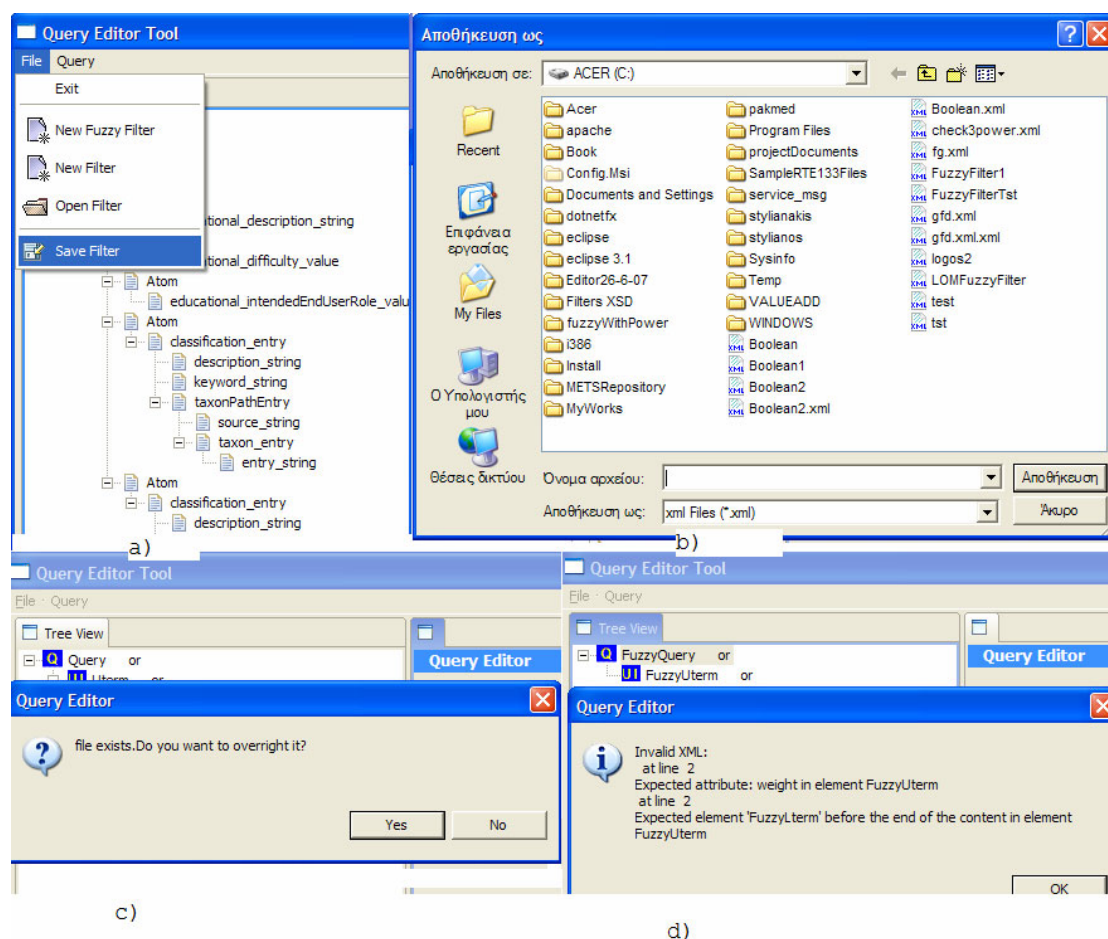 Query Editor Tool
File Query
Exit
New Fuzzy Filter
New Filter
Open Filter
Save Filter
ational_description_string
ational_difficulty_value
Atom
educational_intendedEndUserRole_valu
Atom
classification_entry
description_string
keyword_string
taxonPathEntry
source_string
taxon_entry
entry_string
Atom
classification_entry
description_string
a)
Αποθήκευση ως
Αποθήκευση σε: ACER (C:)
Recent
Επιφάνεια
εργασίας
My Files
Ο Υπολογιστής
μου
Θέσεις δικτύου
Acer
apache
Book
Config.Msi
Documents and Settings
dotnetfx
eclipse
eclipse 3.1
Editor26-6-07
Filters XSD
fuzzyWithPower
i386
Install
METSRepository
MyWorks
pakmed
Program Files
projectDocuments
SampleRTE133Files
service_msg
stylianakis
stylianos
Sysinfo
Temp
VALUEADD
WINDOWS
Boolean
Boolean1
Boolean2
Boolean2.xml
Boolean.xml
check3power.xml
fg.xml
FuzzyFilter1
FuzzyFilterTst
gfd.xml
gfd.xml.xml
logos2
LOMFuzzyFilter
test
tst
Όνομα αρχείου: Αποθήκευση
Αποθήκευση ως: xml Files (*.xml) Άκυρο
b)
Query Editor Tool
File Query
Tree View
Query or
Query Editor
Uterm or
Query Editor
file exists.Do you want to overright it?
Yes No
c)
Query Editor Tool
File Query
Tree View
Q FuzzyQuery or
Query Editor
UI FuzzyUterm or
Query Editor
Invalid XML:
at line 2
Expected attribute: weight in element FuzzyUterm
at line 2
Expected element 'FuzzyLterm' before the end of the content in element
FuzzyUterm
OK
d)